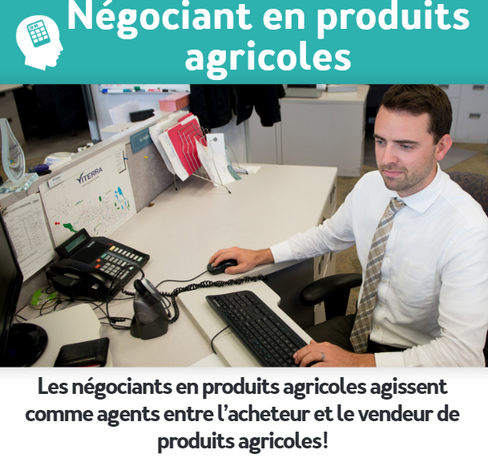 Négociant en produits
agricoles
VITERRA
Les négociants en produits agricoles agissent
comme agents entre l'acheteur et le vendeur de
produits agricoles!